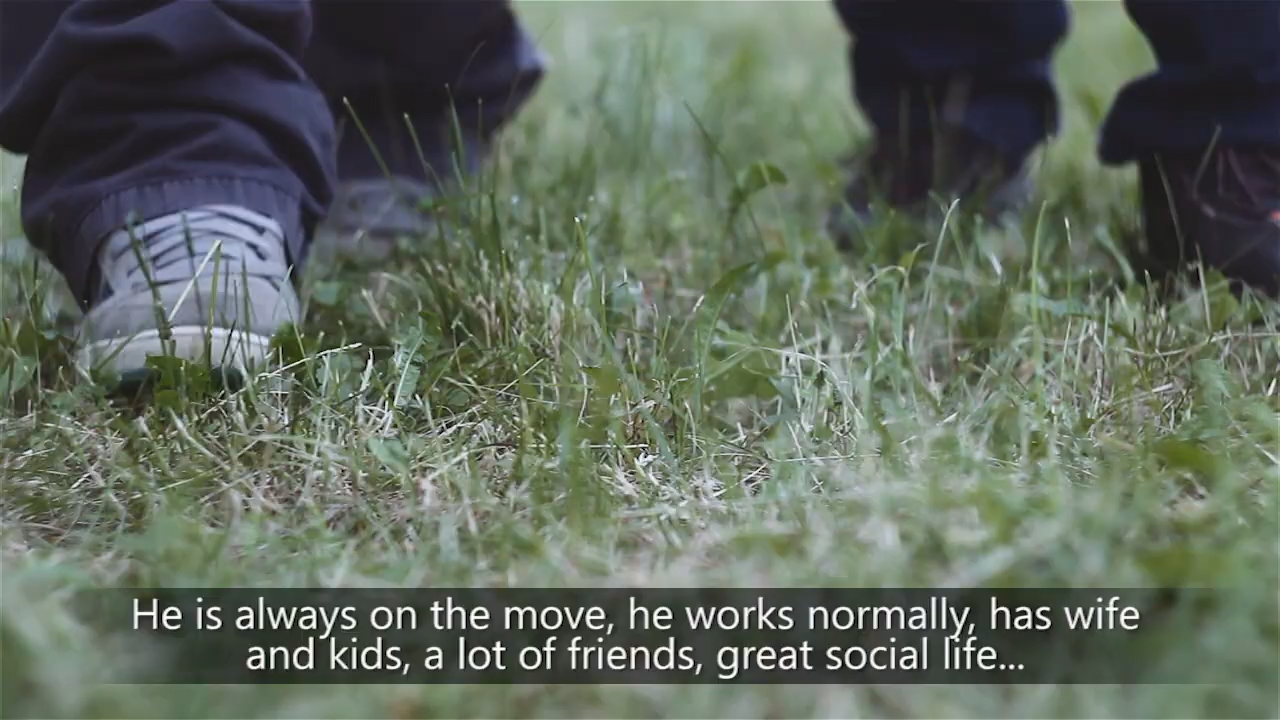 He is always on the move, he works normally, has wife
and kids, a lot of friends, great social life...